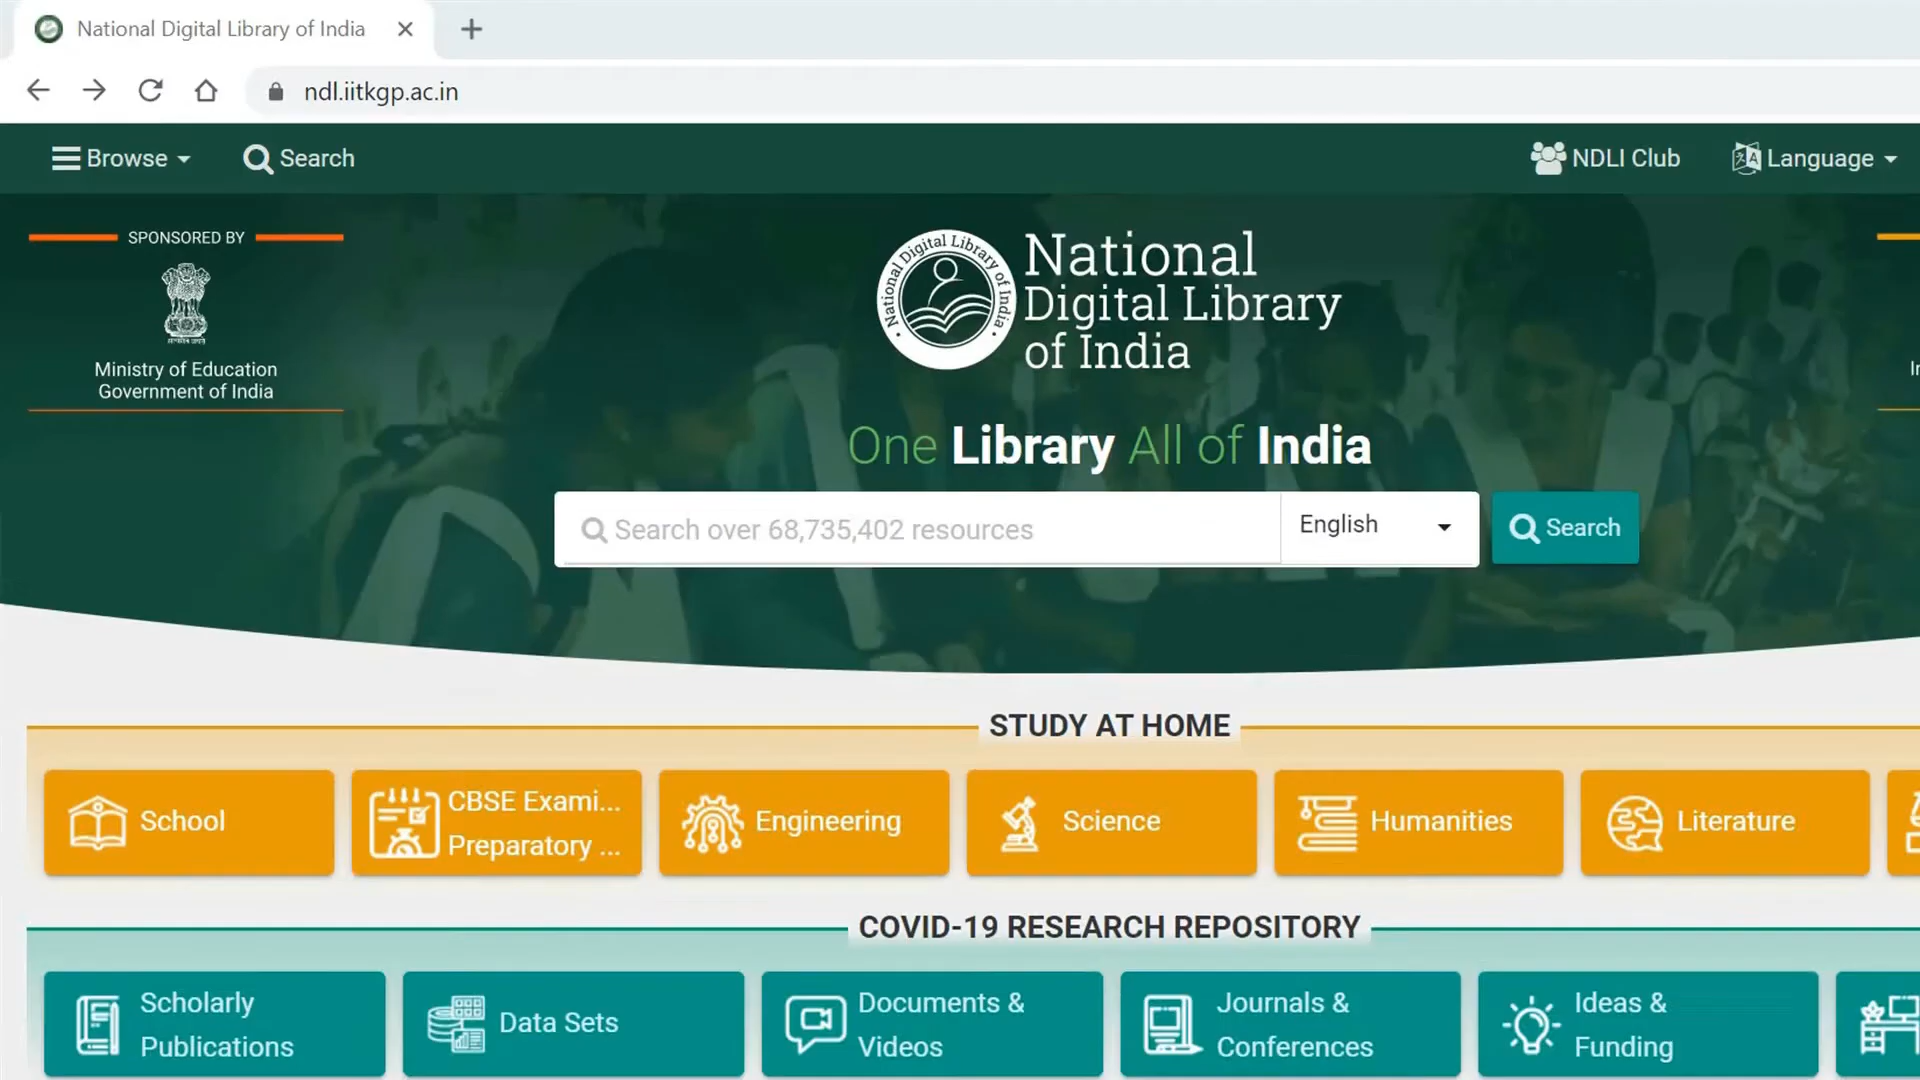 National Digital Library of India
ndl.iitkgp.ac.in
Browse
Search
NDLI Club
Language
SPONSORED BY
Ministry of Education
Government of India
National Digital Library of India
National
Digital Library
of India
One Library All of India
Search over 68,735,402 resources
English
Search
STUDY AT HOME
School
CBSE Exami...
Preparatory ...
Engineering
Science
Humanities
Literature
COVID-19 RESEARCH REPOSITORY
Scholarly
Publications
Data Sets
Documents &
Videos
Journals &
Conferences
Ideas &
Funding